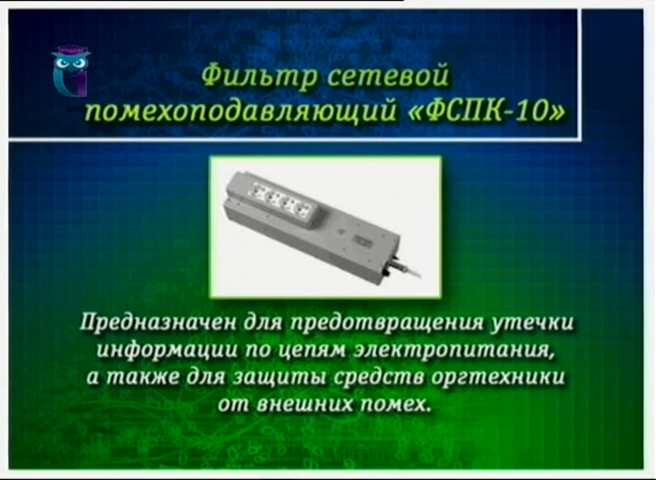 Фильтр сетевой
помехоподавляющий «ФСПК-10»
Предназначен для предотвращения утечки
информации по цепям электропитания,
а также для защиты средств оргтехники
от внешних помех.